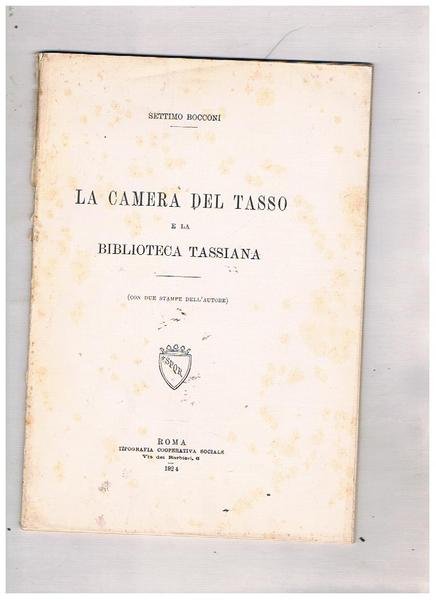 SETTIMO BOCCONI
LA CAMERA DEL TASSO
E LA
BIBLIOTECA TASSIANA
(CON DUE STAMPE DELL'AUTORE)
SPQR
ROMA
TIPOGRAFIA COOPERATIVA SOCIALE
Via dei Barbieri, 6
1924